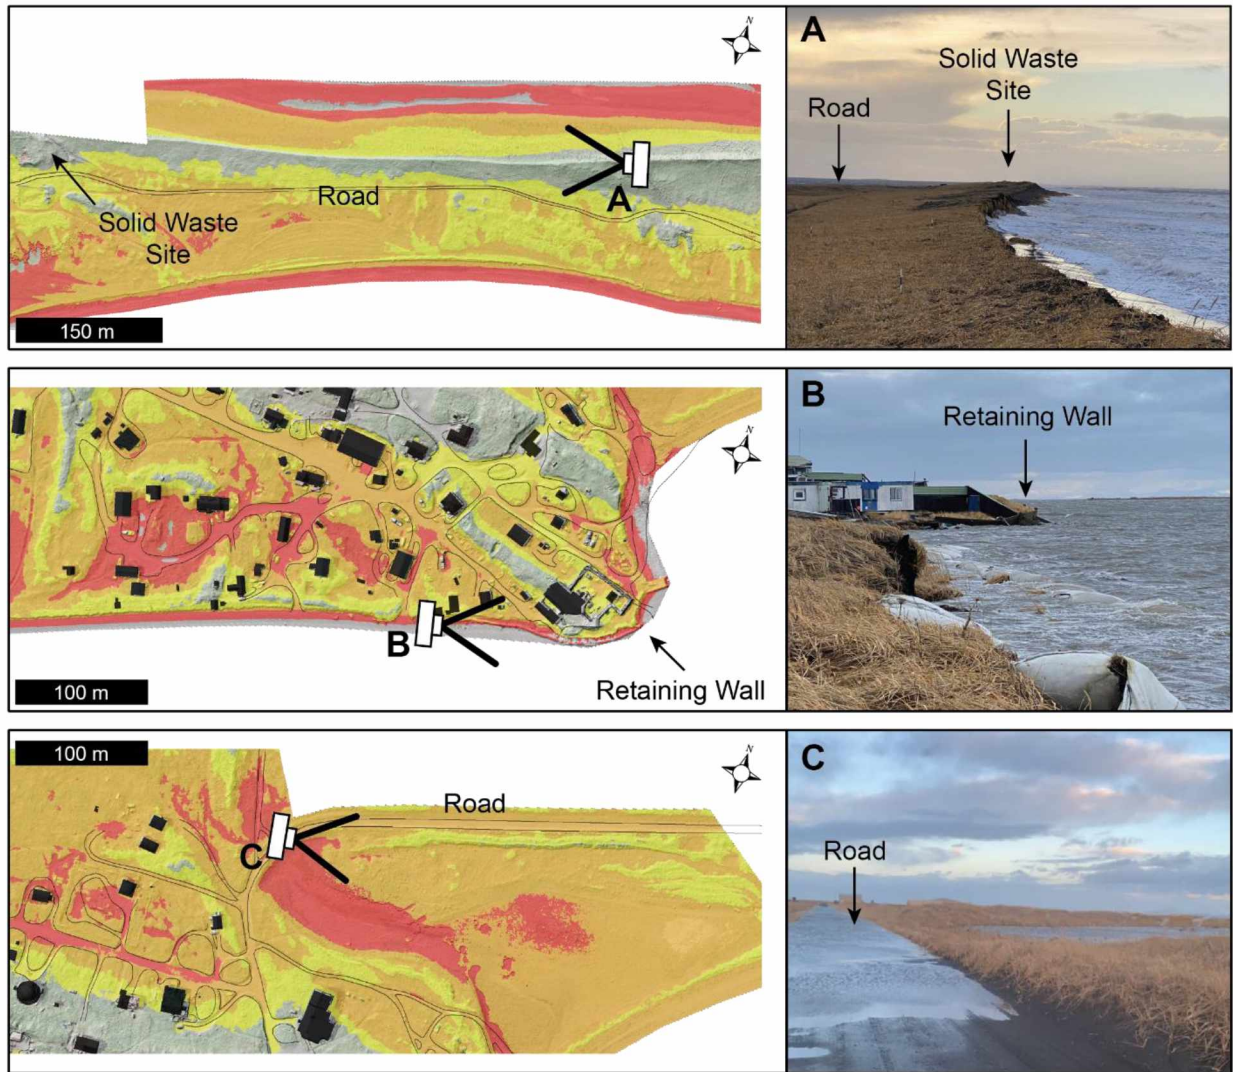 N
Road
A
Solid Waste
Site
150 m
A
Solid Waste
Site
Road
N
B
Retaining Wall
100 m
B
Retaining Wall
100 m
N
Road
C
C
Road